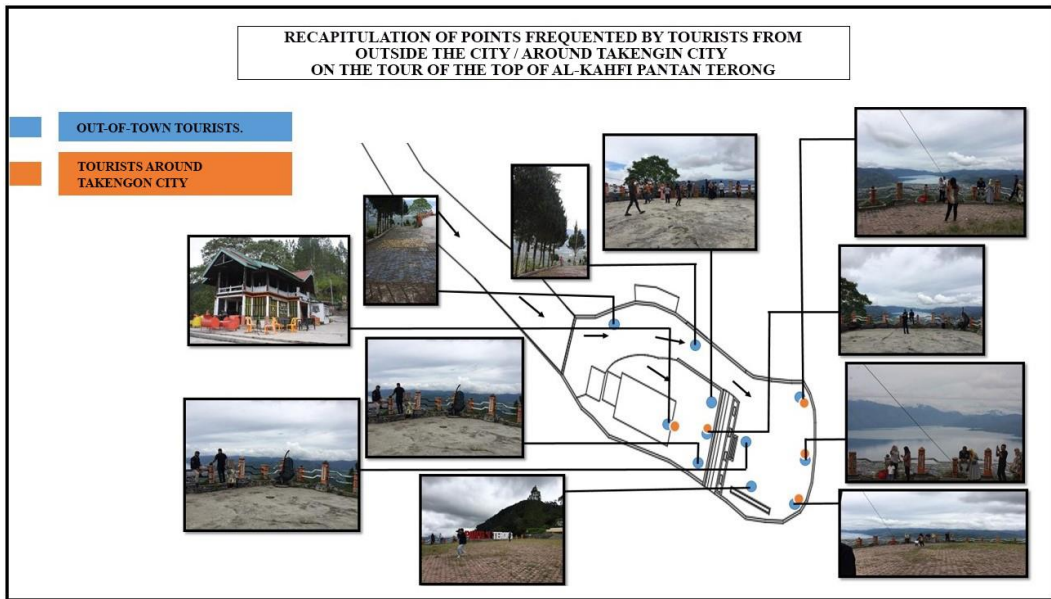 RECAPITULATION OF POINTS FREQUENTED BY TOURISTS FROM
OUTSIDE THE CITY / AROUND TAKENGIN CITY
ON THE TOUR OF THE TOP OF AL-KAHFI PANTAN TERONG
OUT-OF-TOWN TOURISTS.
TOURISTS AROUND
TAKENGON CITY